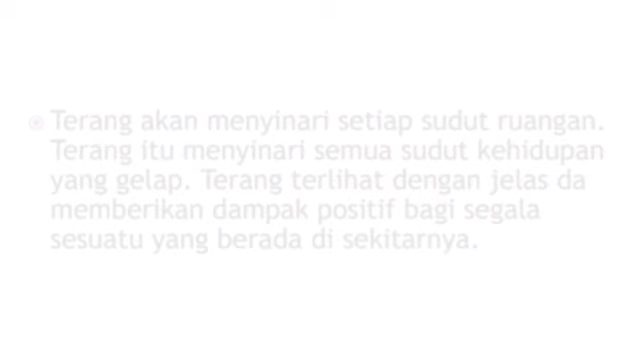 Terang akan menyinari setiap sudut ruangan.
Terang itu menyinari semua sudut kehidupan
yang gelap. Terang terlihat dengan jelas da
memberikan dampak positif bagi segala
sesuatu yang berada di sekitarnya.